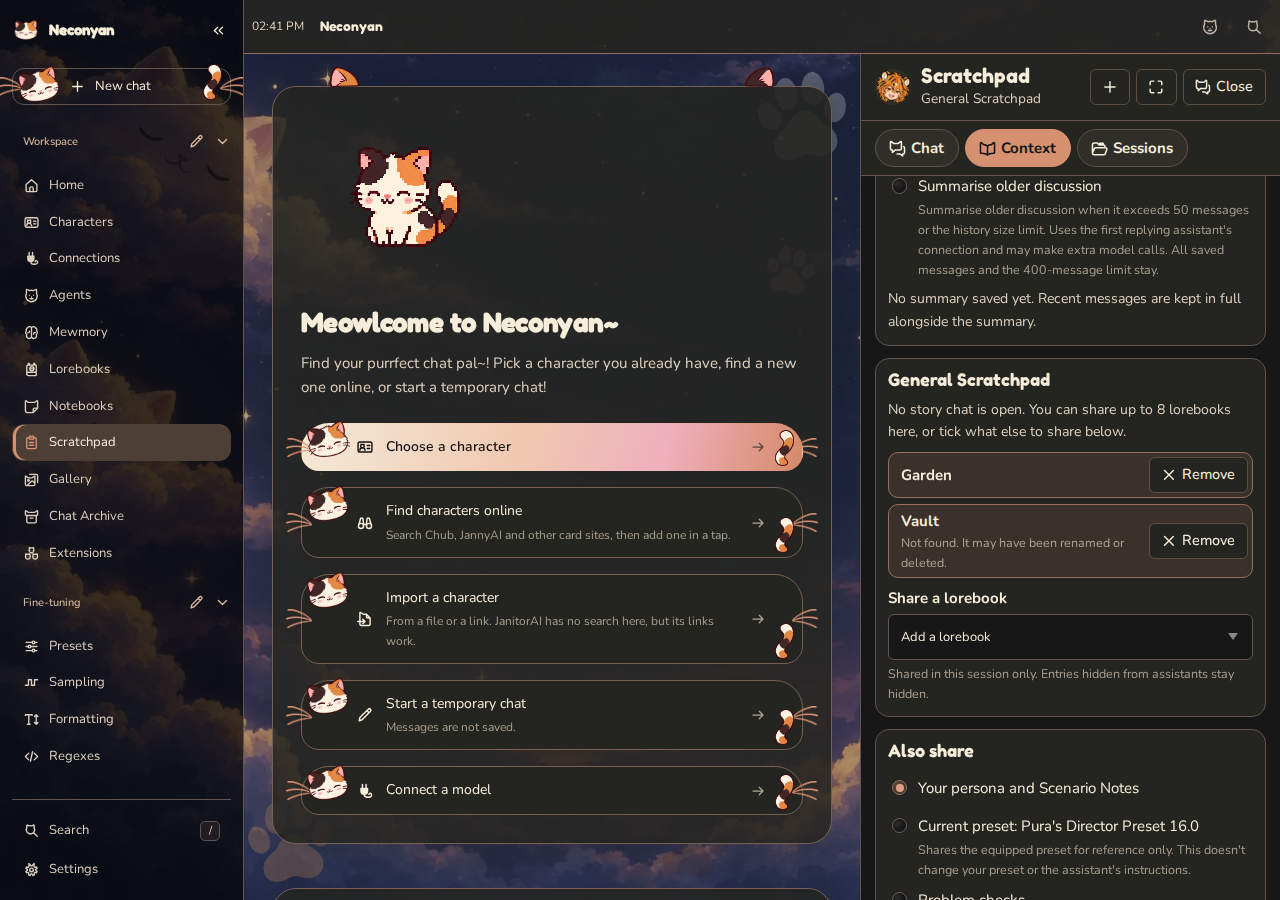 Neconyan
New chat
Workspace
Home
Characters
Connections
Agents
Mewmory
Lorebooks
Notebooks
Scratchpad
Gallery
Chat Archive
Extensions
Fine-tuning
Presets
Sampling
Formatting
Regexes
Search
/
Settings
02:41 PM
Neconyan
Meowlcome to Neconyan~
Find your purrfect chat pal~! Pick a character you already have, find a new
one online, or start a temporary chat!
Choose a character
Find characters online
Search Chub, JannyAI and other card sites, then add one in a tap.
Import a character
From a file or a link. JanitorAI has no search here, but its links
work.
Start a temporary chat
Messages are not saved.
Connect a model
Scratchpad
General Scratchpad
Close
Chat
Context
Sessions
Summarise older discussion
Summarise older discussion when it exceeds 50 messages
or the history size limit. Uses the first replying assistant's
connection and may make extra model calls. All saved
messages and the 400-message limit stay.
No summary saved yet. Recent messages are kept in full
alongside the summary.
General Scratchpad
No story chat is open. You can share up to 8 lorebooks
here, or tick what else to share below.
Garden
Remove
Vault
Not found. It may have been renamed or
deleted.
Remove
Share a lorebook
Add a lorebook
Shared in this session only. Entries hidden from assistants stay
hidden.
Also share
Your persona and Scenario Notes
Current preset: Pura's Director Preset 16.0
Shares the equipped preset for reference only. This doesn't
change your preset or the assistant's instructions.
Problem checks